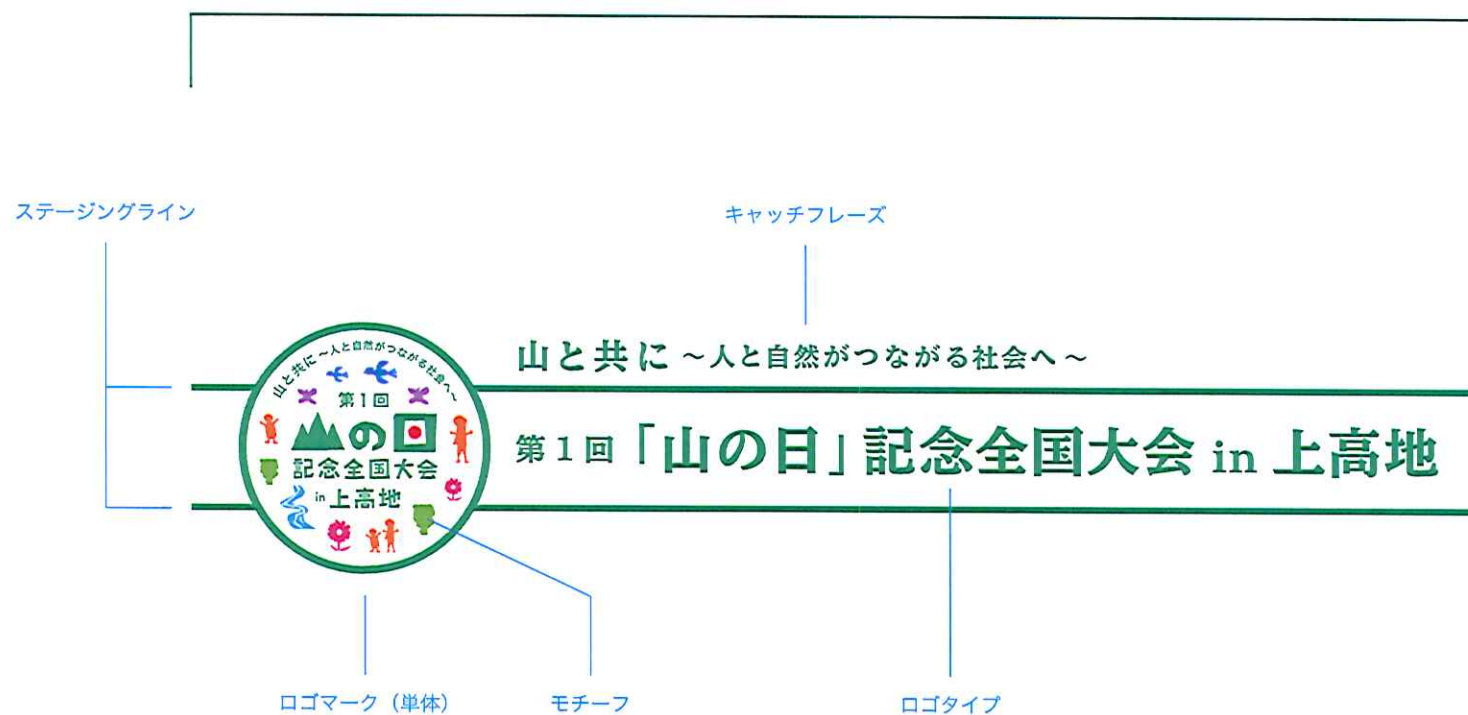 ステージングライン
キャッチフレーズ
山と共に ～人と自然がつながる社会へ～
第1回「山の日」記念全国大会 in 上高地
山と共に～人と自然がつながる社会へ～
第1回
山の日
記念全国大会
in 上高地
ロゴマーク（単体）
モチーフ
ロゴタイプ